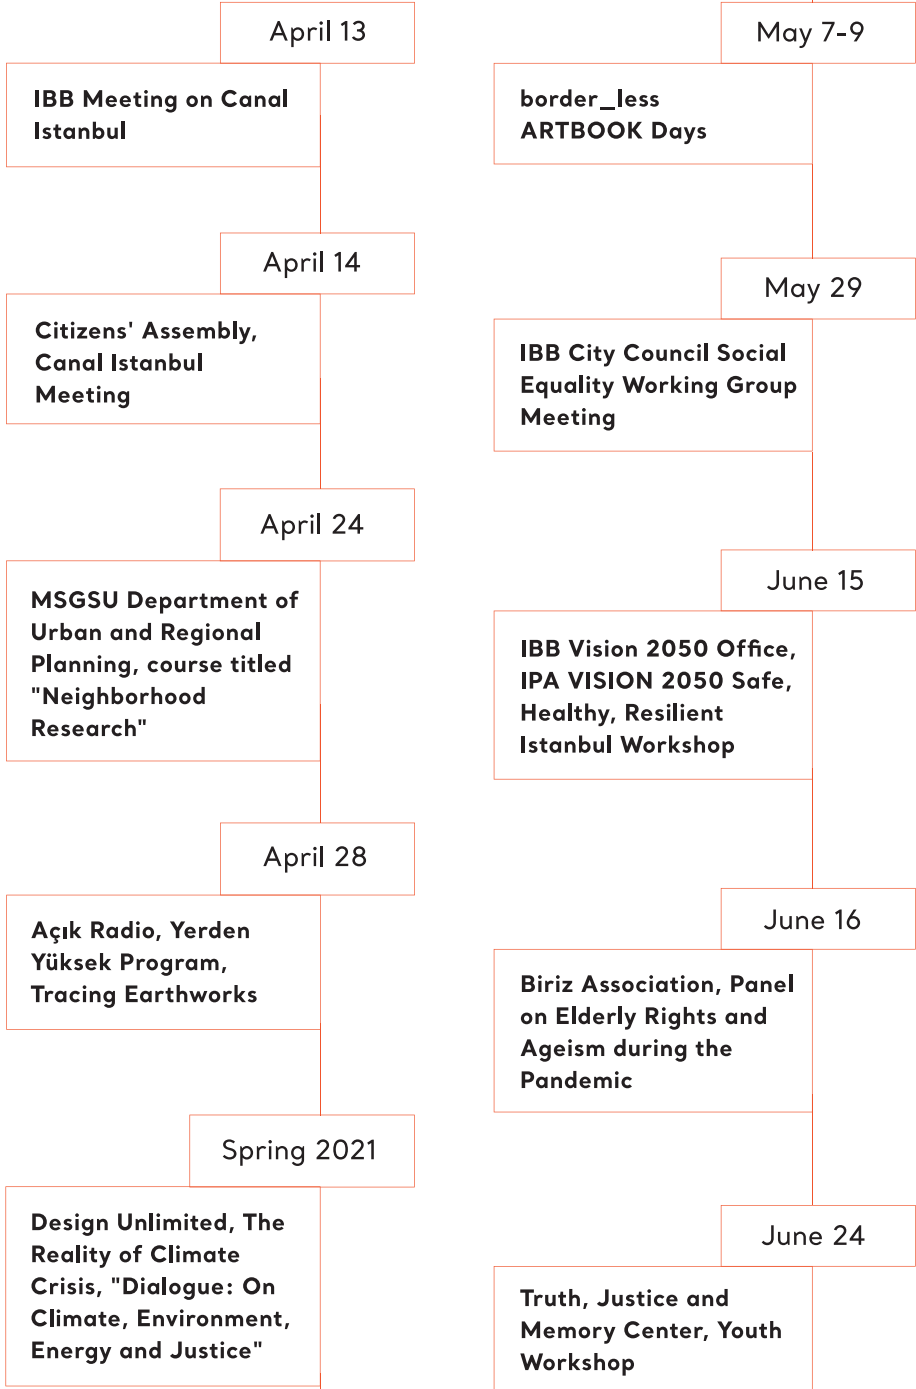 April 13
IBB Meeting on Canal
Istanbul
April 14
Citizens' Assembly,
Canal Istanbul
Meeting
April 24
MSGSU Department of
Urban and Regional
Planning, course titled
"Neighborhood
Research"
April 28
Açık Radio, Yerden
Yüksek Program,
Tracing Earthworks
Spring 2021
Design Unlimited, The
Reality of Climate
Crisis, "Dialogue: On
Climate, Environment,
Energy and Justice"
May 7-9
border_less
ARTBOOK Days
May 29
IBB City Council Social
Equality Working Group
Meeting
June 15
IBB Vision 2050 Office,
IPA VISION 2050 Safe,
Healthy, Resilient
Istanbul Workshop
June 16
Biriz Association, Panel
on Elderly Rights and
Ageism during the
Pandemic
June 24
Truth, Justice and
Memory Center, Youth
Workshop